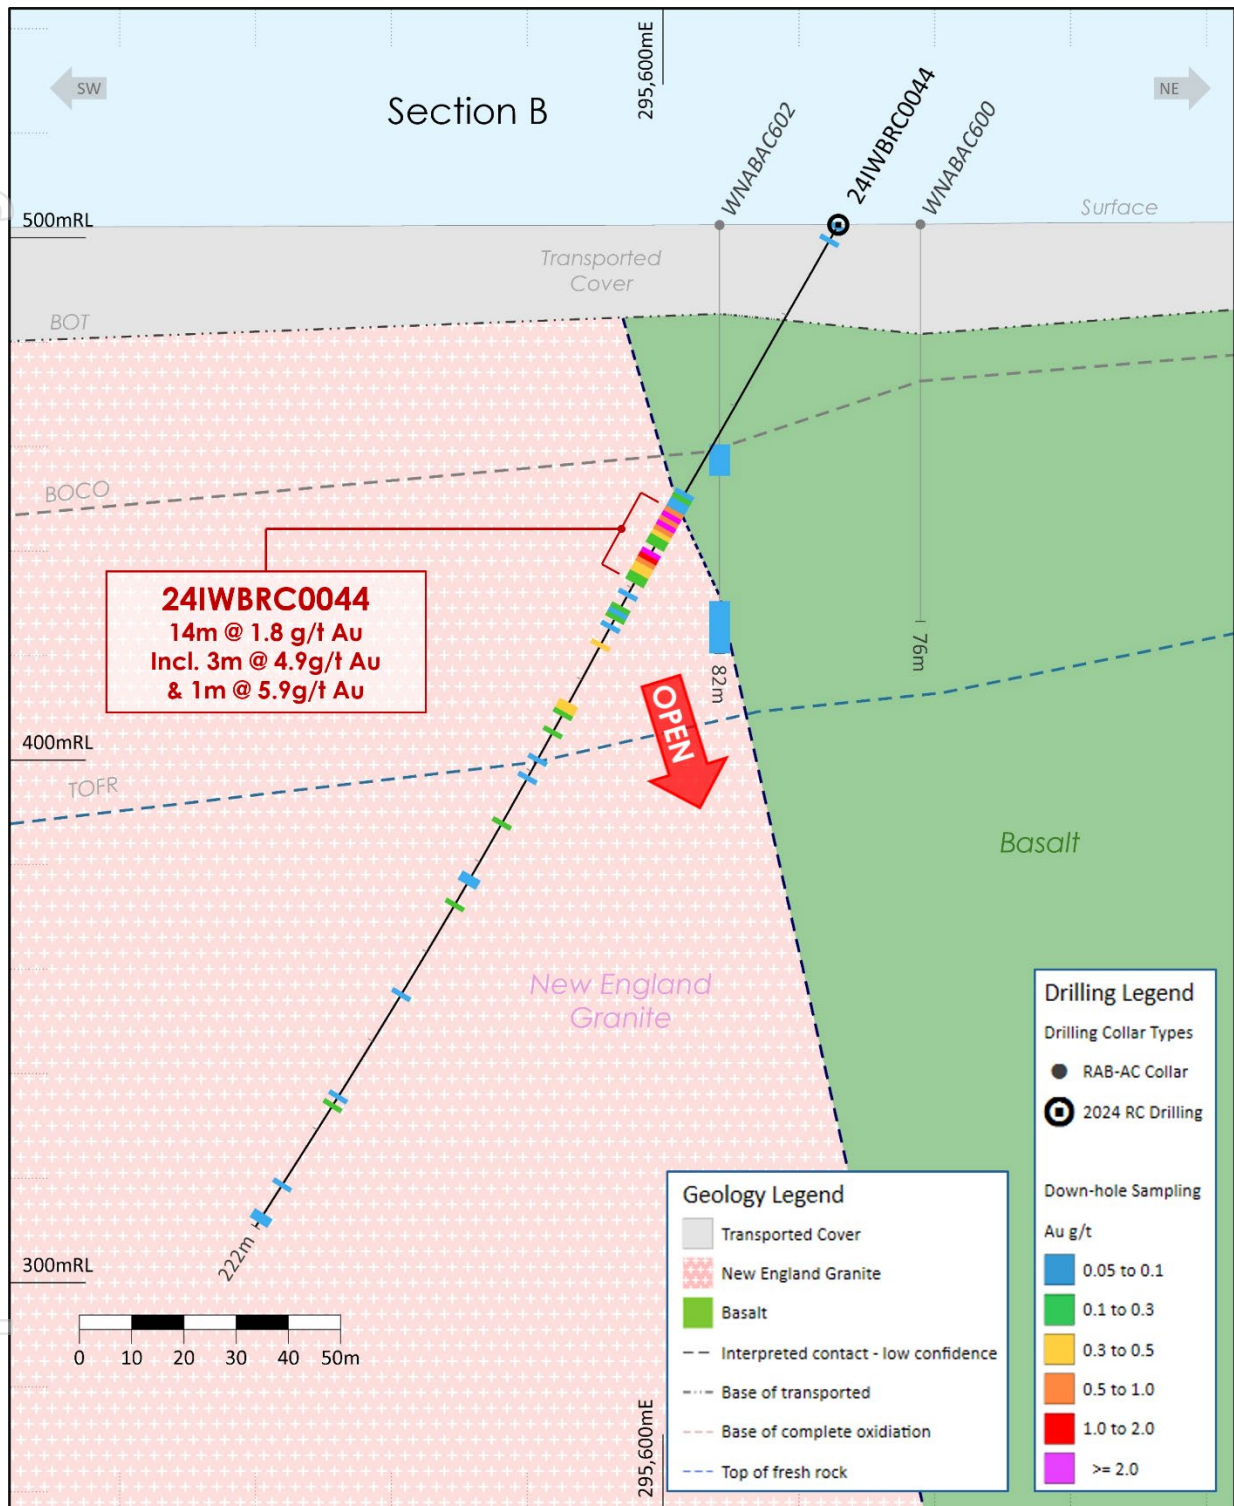 SW
Section B
295,600mE
NE
WNABAC602
24IWBRC0044
WNABAC600
500mRL
Surface
Transported
Cover
BOT
BOCO
24IWBRC0044
14m @ 1.8 g/t Au
Incl. 3m @ 4.9g/t Au
& 1m @ 5.9g/t Au
76m
82m
OPEN
400mRL
TOFR
Basalt
New England
Granite
222m
300mRL
0 10 20 30 40 50m
295,600mE
Geology Legend
Transported Cover
New England Granite
Basalt
Interpreted contact - low confidence
Base of transported
Base of complete oxidiation
Top of fresh rock
Drilling Legend
Drilling Collar Types
RAB-AC Collar
2024 RC Drilling
Down-hole Sampling
Au g/t
0.05 to 0.1
0.1 to 0.3
0.3 to 0.5
0.5 to 1.0
1.0 to 2.0
>= 2.0